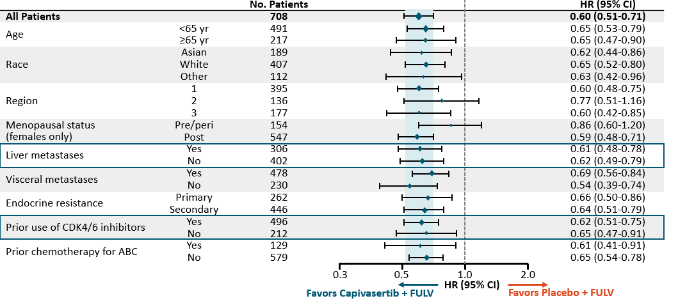 No. Patients HR (95% CI)
All Patients 708 0.60 (0.51-0.71)
Age <65 yr 491 0.65 (0.53-0.79)
≥65 yr 217 0.65 (0.47-0.90)
Race Asian 189 0.62 (0.44-0.86)
White 407 0.65 (0.52-0.80)
Other 112 0.63 (0.42-0.96)
Region 1 395 0.60 (0.48-0.75)
2 136 0.77 (0.51-1.16)
3 177 0.60 (0.42-0.85)
Menopausal status (females only) Pre/peri 154 0.86 (0.60-1.20)
Post 547 0.59 (0.48-0.71)
Liver metastases Yes 306 0.61 (0.48-0.78)
No 402 0.62 (0.49-0.79)
Visceral metastases Yes 478 0.69 (0.56-0.84)
No 230 0.54 (0.39-0.74)
Endocrine resistance Primary 262 0.66 (0.50-0.86)
Secondary 446 0.64 (0.51-0.79)
Prior use of CDK4/6 inhibitors Yes 496 0.62 (0.51-0.75)
No 212 0.65 (0.47-0.91)
Prior chemotherapy for ABC Yes 129 0.61 (0.41-0.91)
No 579 0.65 (0.54-0.78)
0.3 0.5 1.0 2.0
HR (95% CI)
Favors Capivasertib + FULV Favors Placebo + FULV